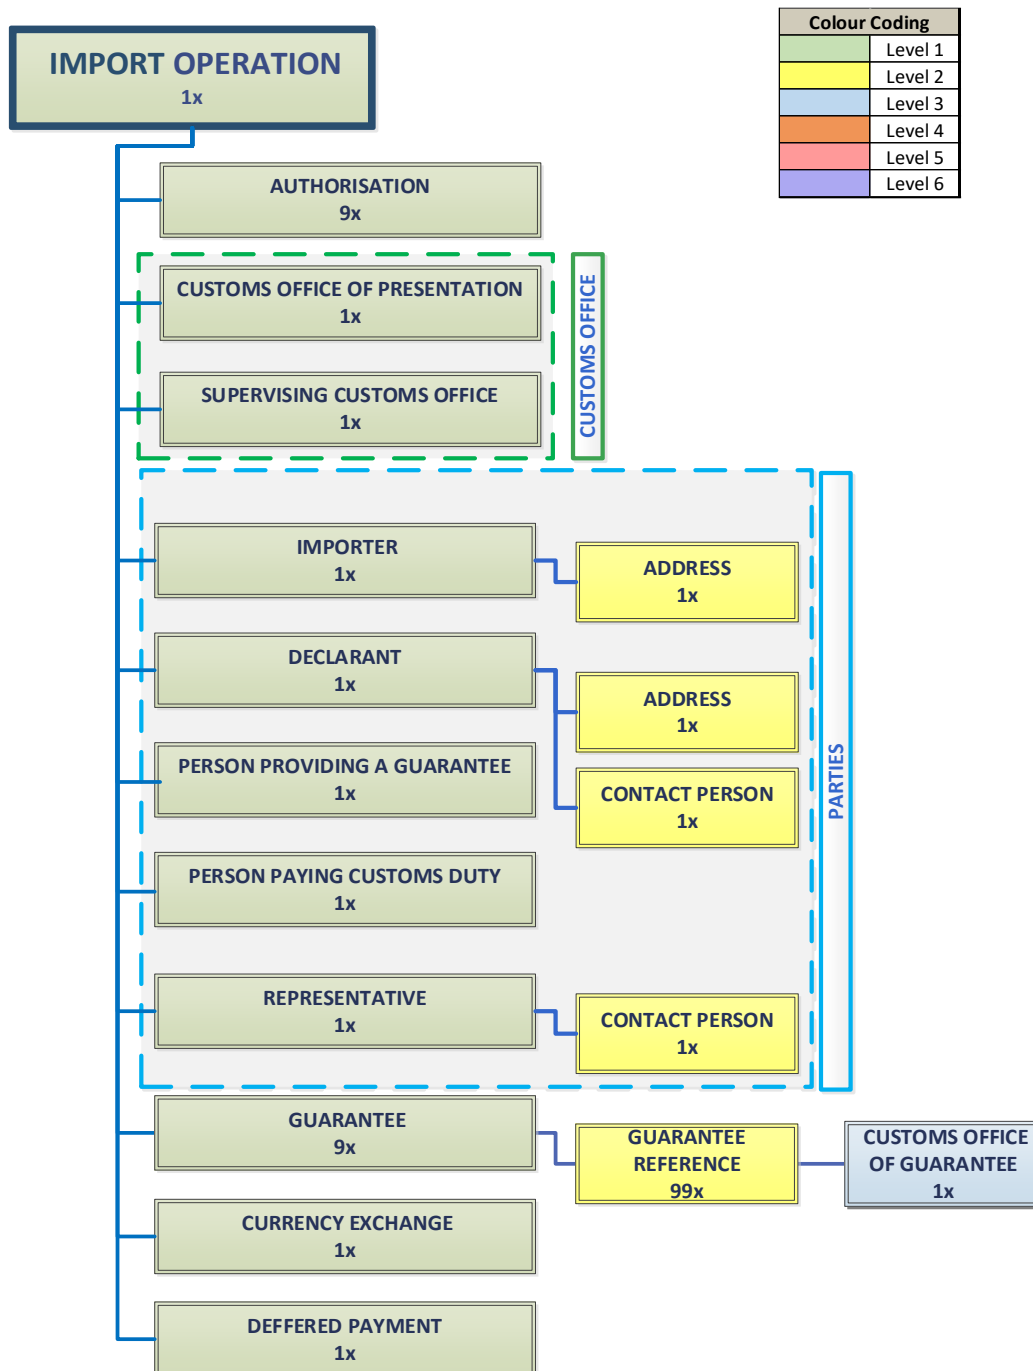 IMPORT OPERATION
1x
Colour Coding
Level 1
Level 2
Level 3
Level 4
Level 5
Level 6
AUTHORISATION
9x
CUSTOMS OFFICE OF PRESENTATION
1x
SUPERVISING CUSTOMS OFFICE
1x
CUSTOMS OFFICE
IMPORTER
1x
ADDRESS
1x
DECLARANT
1x
ADDRESS
1x
CONTACT PERSON
1x
PERSON PROVIDING A GUARANTEE
1x
PERSON PAYING CUSTOMS DUTY
1x
REPRESENTATIVE
1x
CONTACT PERSON
1x
PARTIES
GUARANTEE
9x
GUARANTEE
REFERENCE
99x
CUSTOMS OFFICE
OF GUARANTEE
1x
CURRENCY EXCHANGE
1x
DEFFERED PAYMENT
1x